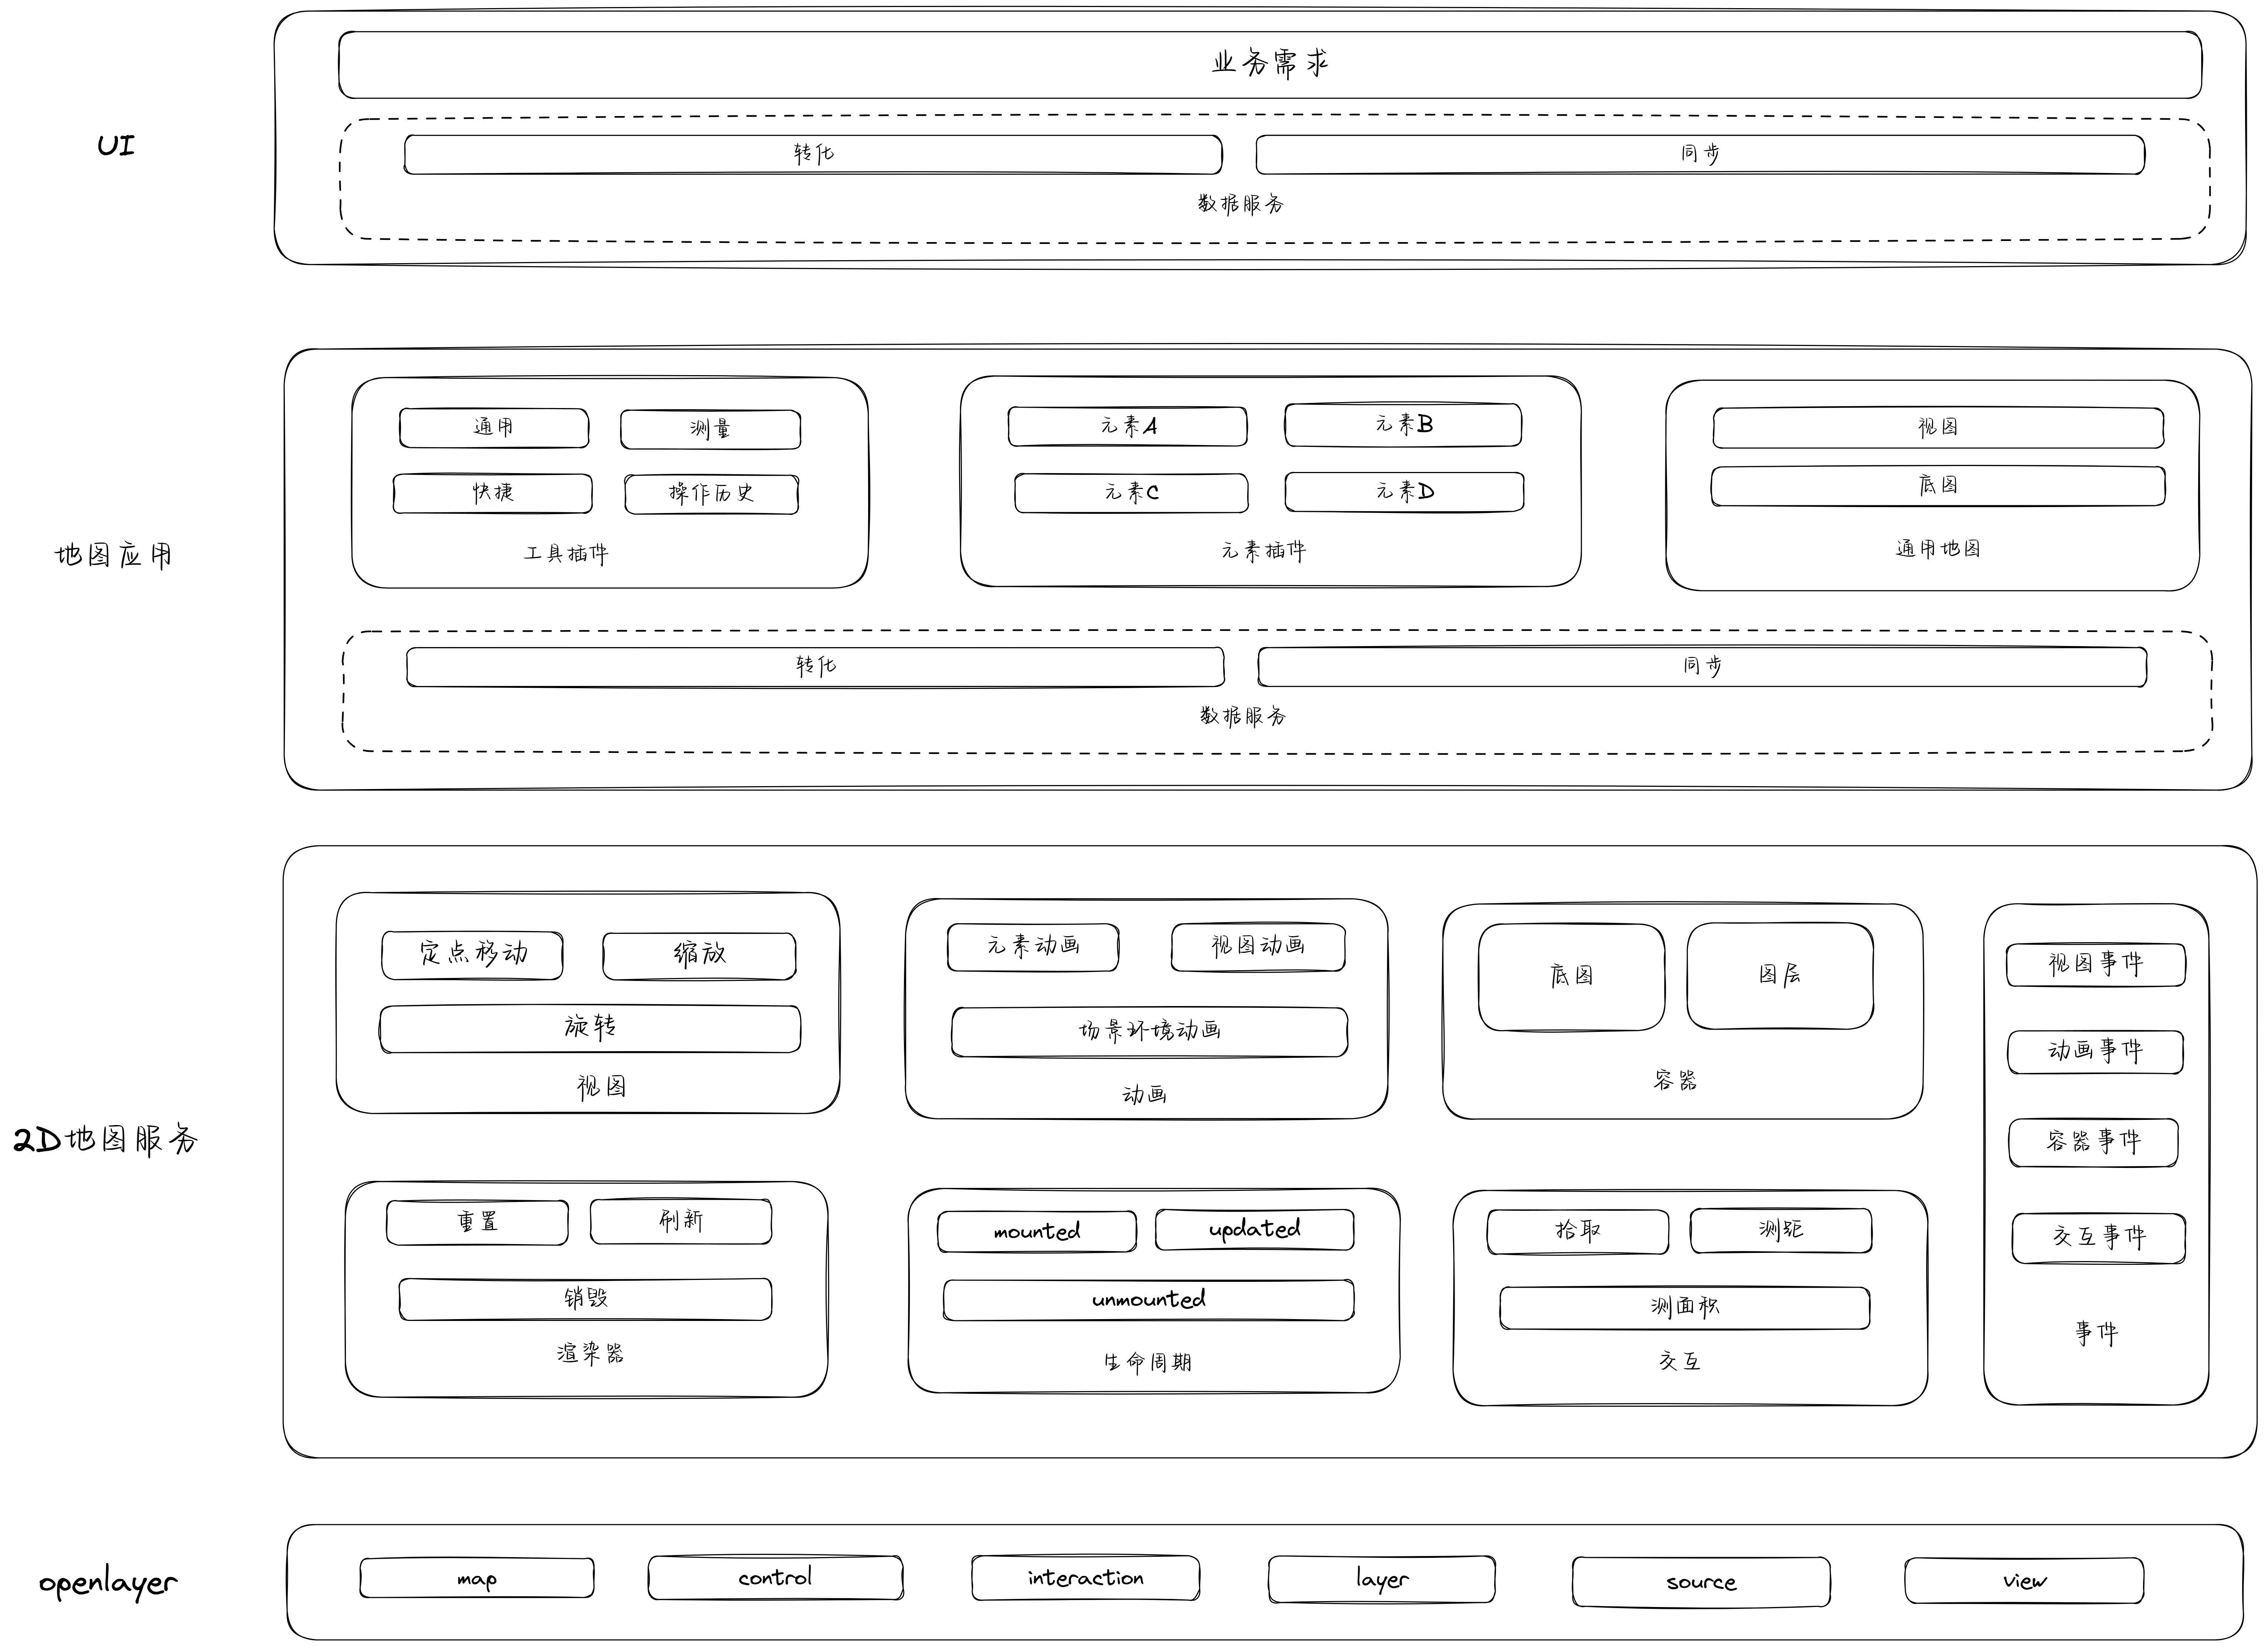 UI
业务需求
转化
同步
数据服务
地图应用
通用
测量
快捷
操作历史
工具插件
元素A
元素B
元素C
元素D
元素插件
视图
底图
通用地图
转化
同步
数据服务
2D地图服务
定点移动
缩放
旋转
视图
元素动画
视图动画
场景环境动画
动画
底图
图层
容器
重置
刷新
销毁
渲染器
mounted
updated
unmounted
生命周期
拾取
测距
测面积
交互
视图事件
动画事件
容器事件
交互事件
事件
openlayer
map
control
interaction
layer
source
view